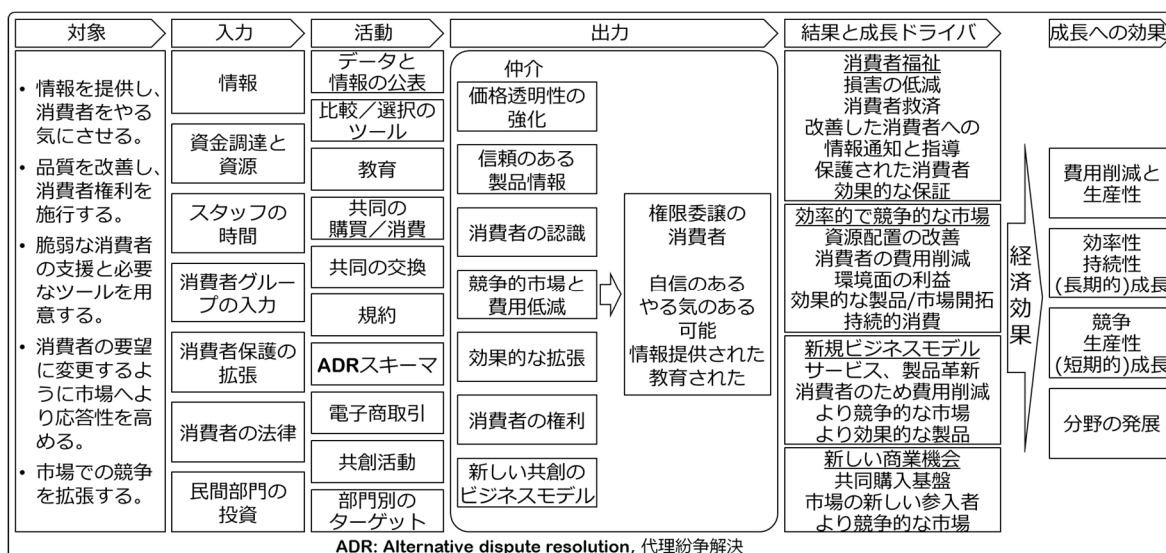 対象
入力
活動
出力
結果と成長ドライバ
成長への効果
• 情報を提供し、
消費者をやる
気にさせる。
• 品質を改善し、
消費者権利を
施行する。
• 脆弱な消費者
の支援と必要
なツールを用
意する。
• 消費者の要望
に変更するよ
うに市場へよ
り応答性を高
める。
• 市場での競争
を拡張する。
情報
資金調達と
資源
スタッフの
時間
消費者グルー
プの入力
消費者保護の
拡張
消費者の法律
民間部門の
投資
データと
情報の公表
比較／選択の
ツール
教育
共同の
購買／消費
共同の交換
規約
ADRスキーマ
電子商取引
共創活動
部門別の
ターゲット
仲介
価格透明性の
強化
信頼のある
製品情報
消費者の認識
競争的市場と
費用低減
効果的な拡張
消費者の権利
新しい共創の
ビジネスモデル
権限委譲の
消費者
自信のある
やる気のある
可能
情報提供された
教育された
消費者福祉
損害の低減
消費者救済
改善した消費者への
情報通知と指導
保護された消費者
効果的な保証
効率的で競争的な市場
資源配置の改善
消費者の費用削減
環境面の利益
効果的な製品/市場開拓
持続的消費
新規ビジネスモデル
サービス、製品革新
消費者のため費用削減
より競争的な市場
より効果的な製品
新しい商業機会
共同購入基盤
市場の新しい参入者
より競争的な市場
経済効果
費用削減と
生産性
効率性
持続性
(長期的)成長
競争
生産性
(短期的)成長
分野の発展
ADR: Alternative dispute resolution, 代理紛争解決